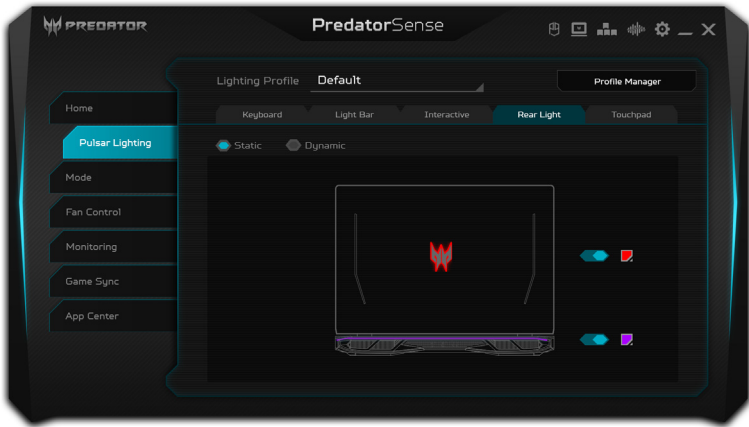 PREDATOR
PredatorSense
Lighting Profile Default
Profile Manager
Keyboard Light Bar Interactive Rear Light Touchpad
Static Dynamic
Home
Pulsar Lighting
Mode
Fan Control
Monitoring
Game Sync
App Center